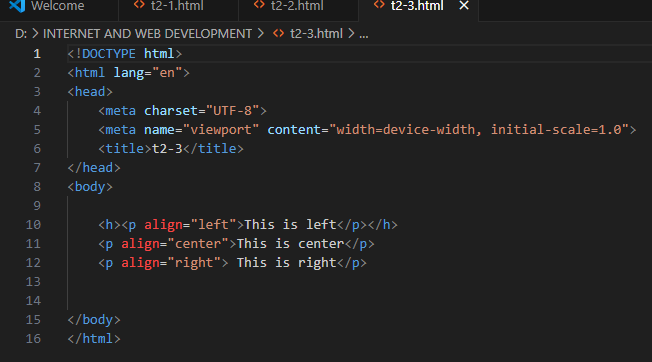 Welcome t2-1.html t2-2.html t2-3.html
D: > INTERNET AND WEB DEVELOPMENT > t2-3.html > ...
1 <!DOCTYPE html>
2 <html lang="en">
3 <head>
4     <meta charset="UTF-8">
5     <meta name="viewport" content="width=device-width, initial-scale=1.0">
6     <title>t2-3</title>
7 </head>
8 <body>
9
10     <h><p align="left">This is left</p></h>
11     <p align="center">This is center</p>
12     <p align="right"> This is right</p>
13
14
15 </body>
16 </html>